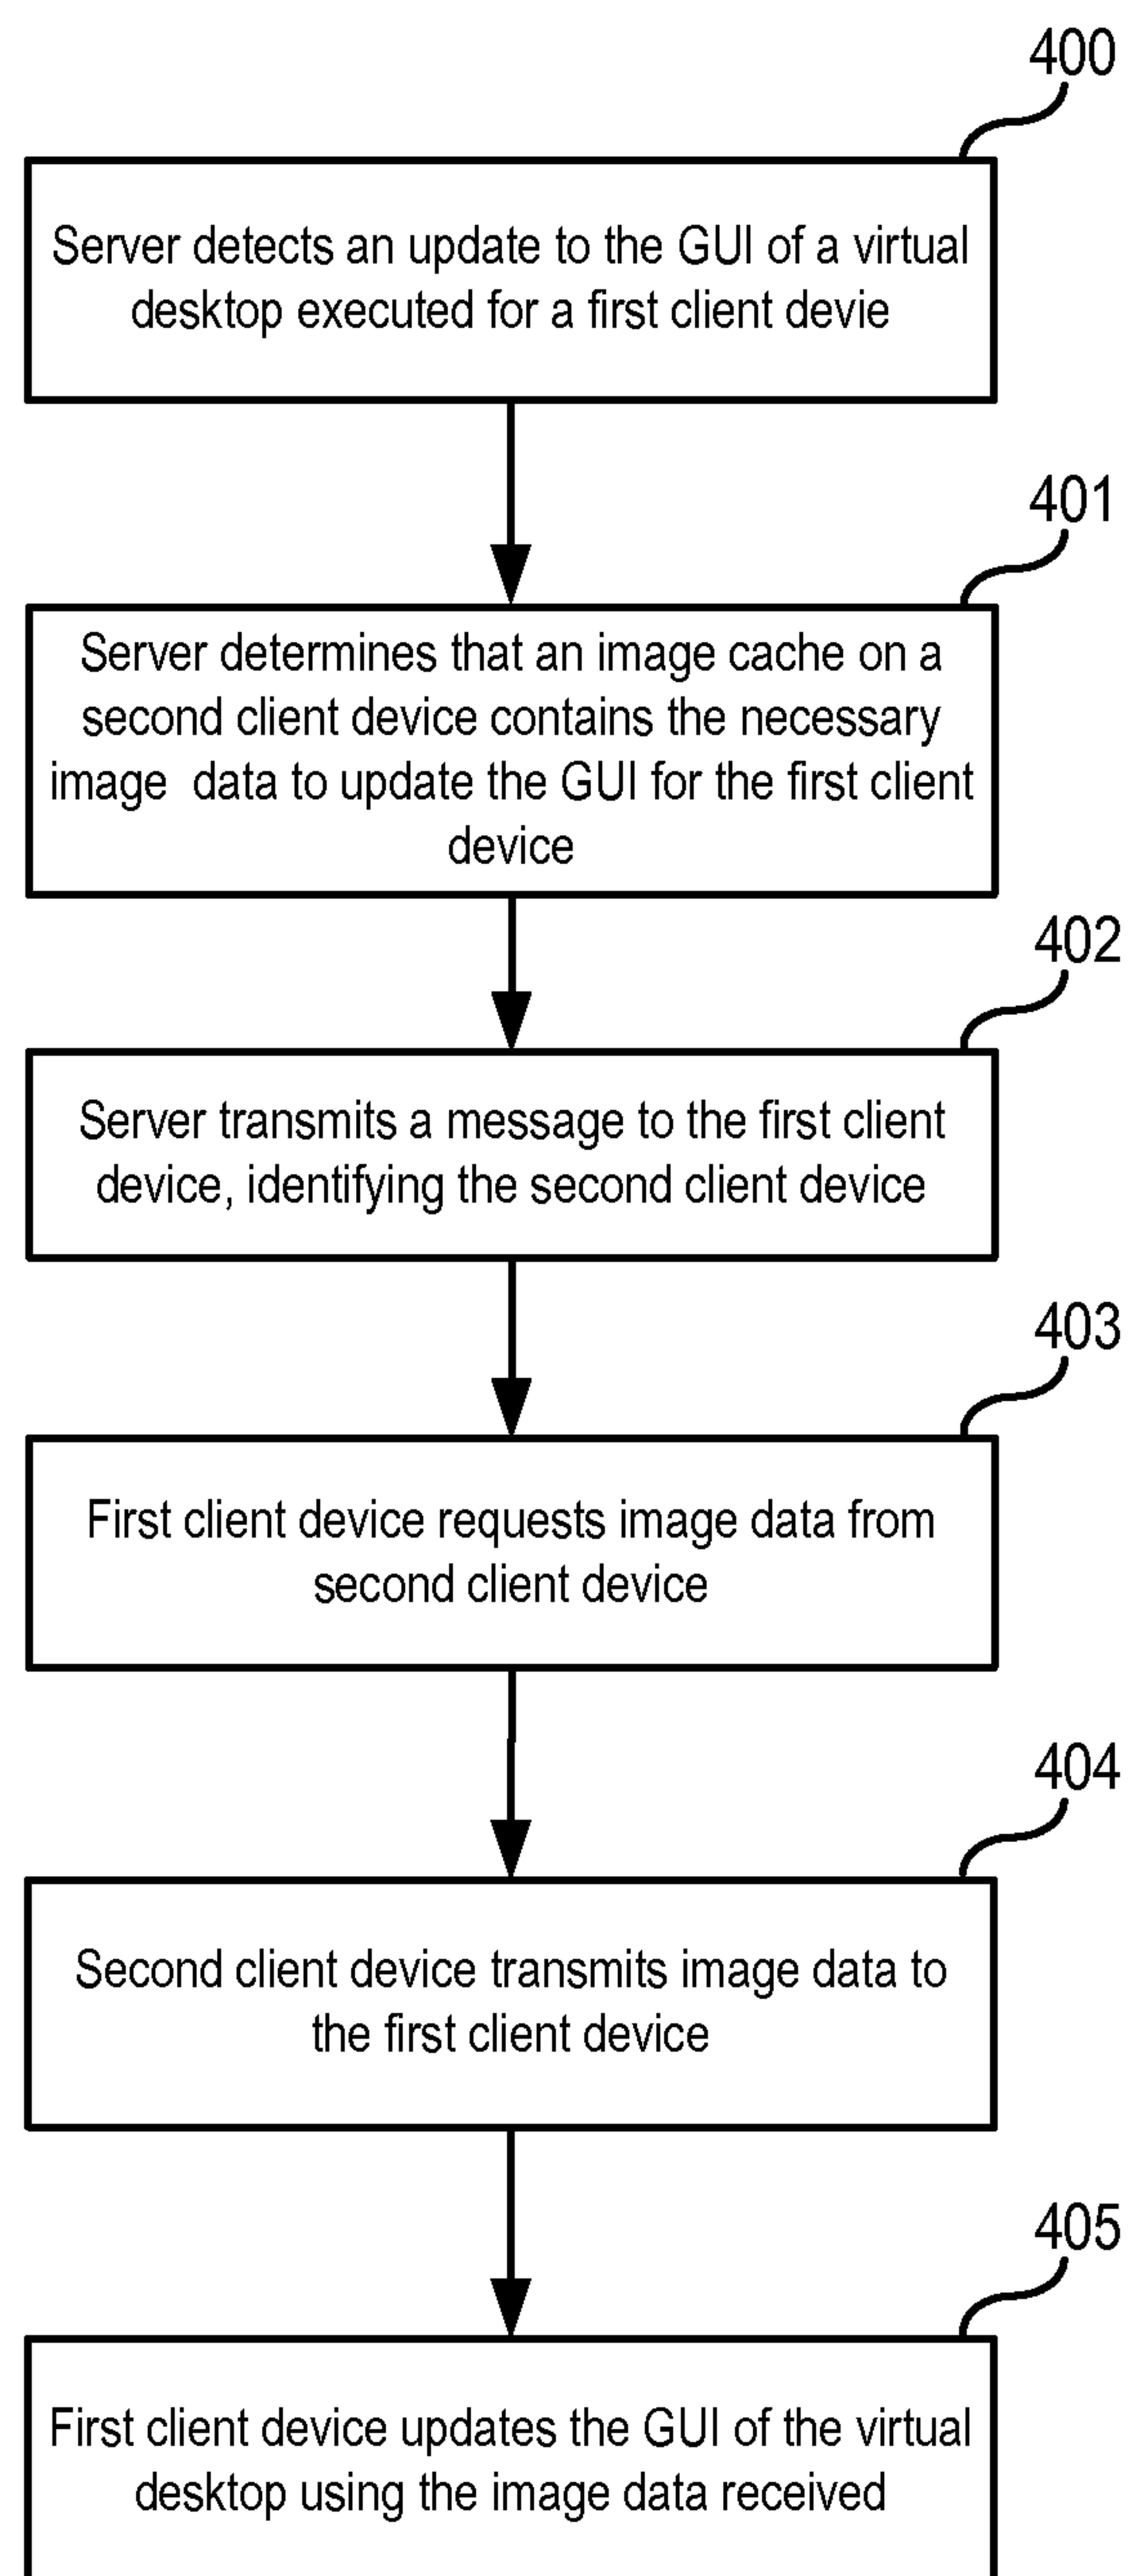 400
Server detects an update to the GUI of a virtual
desktop executed for a first client devie
401
Server determines that an image cache on a
second client device contains the necessary
image  data to update the GUI for the first client
device
402
Server transmits a message to the first client
device, identifying the second client device
403
First client device requests image data from
second client device
404
Second client device transmits image data to
the first client device
405
First client device updates the GUI of the virtual
desktop using the image data received